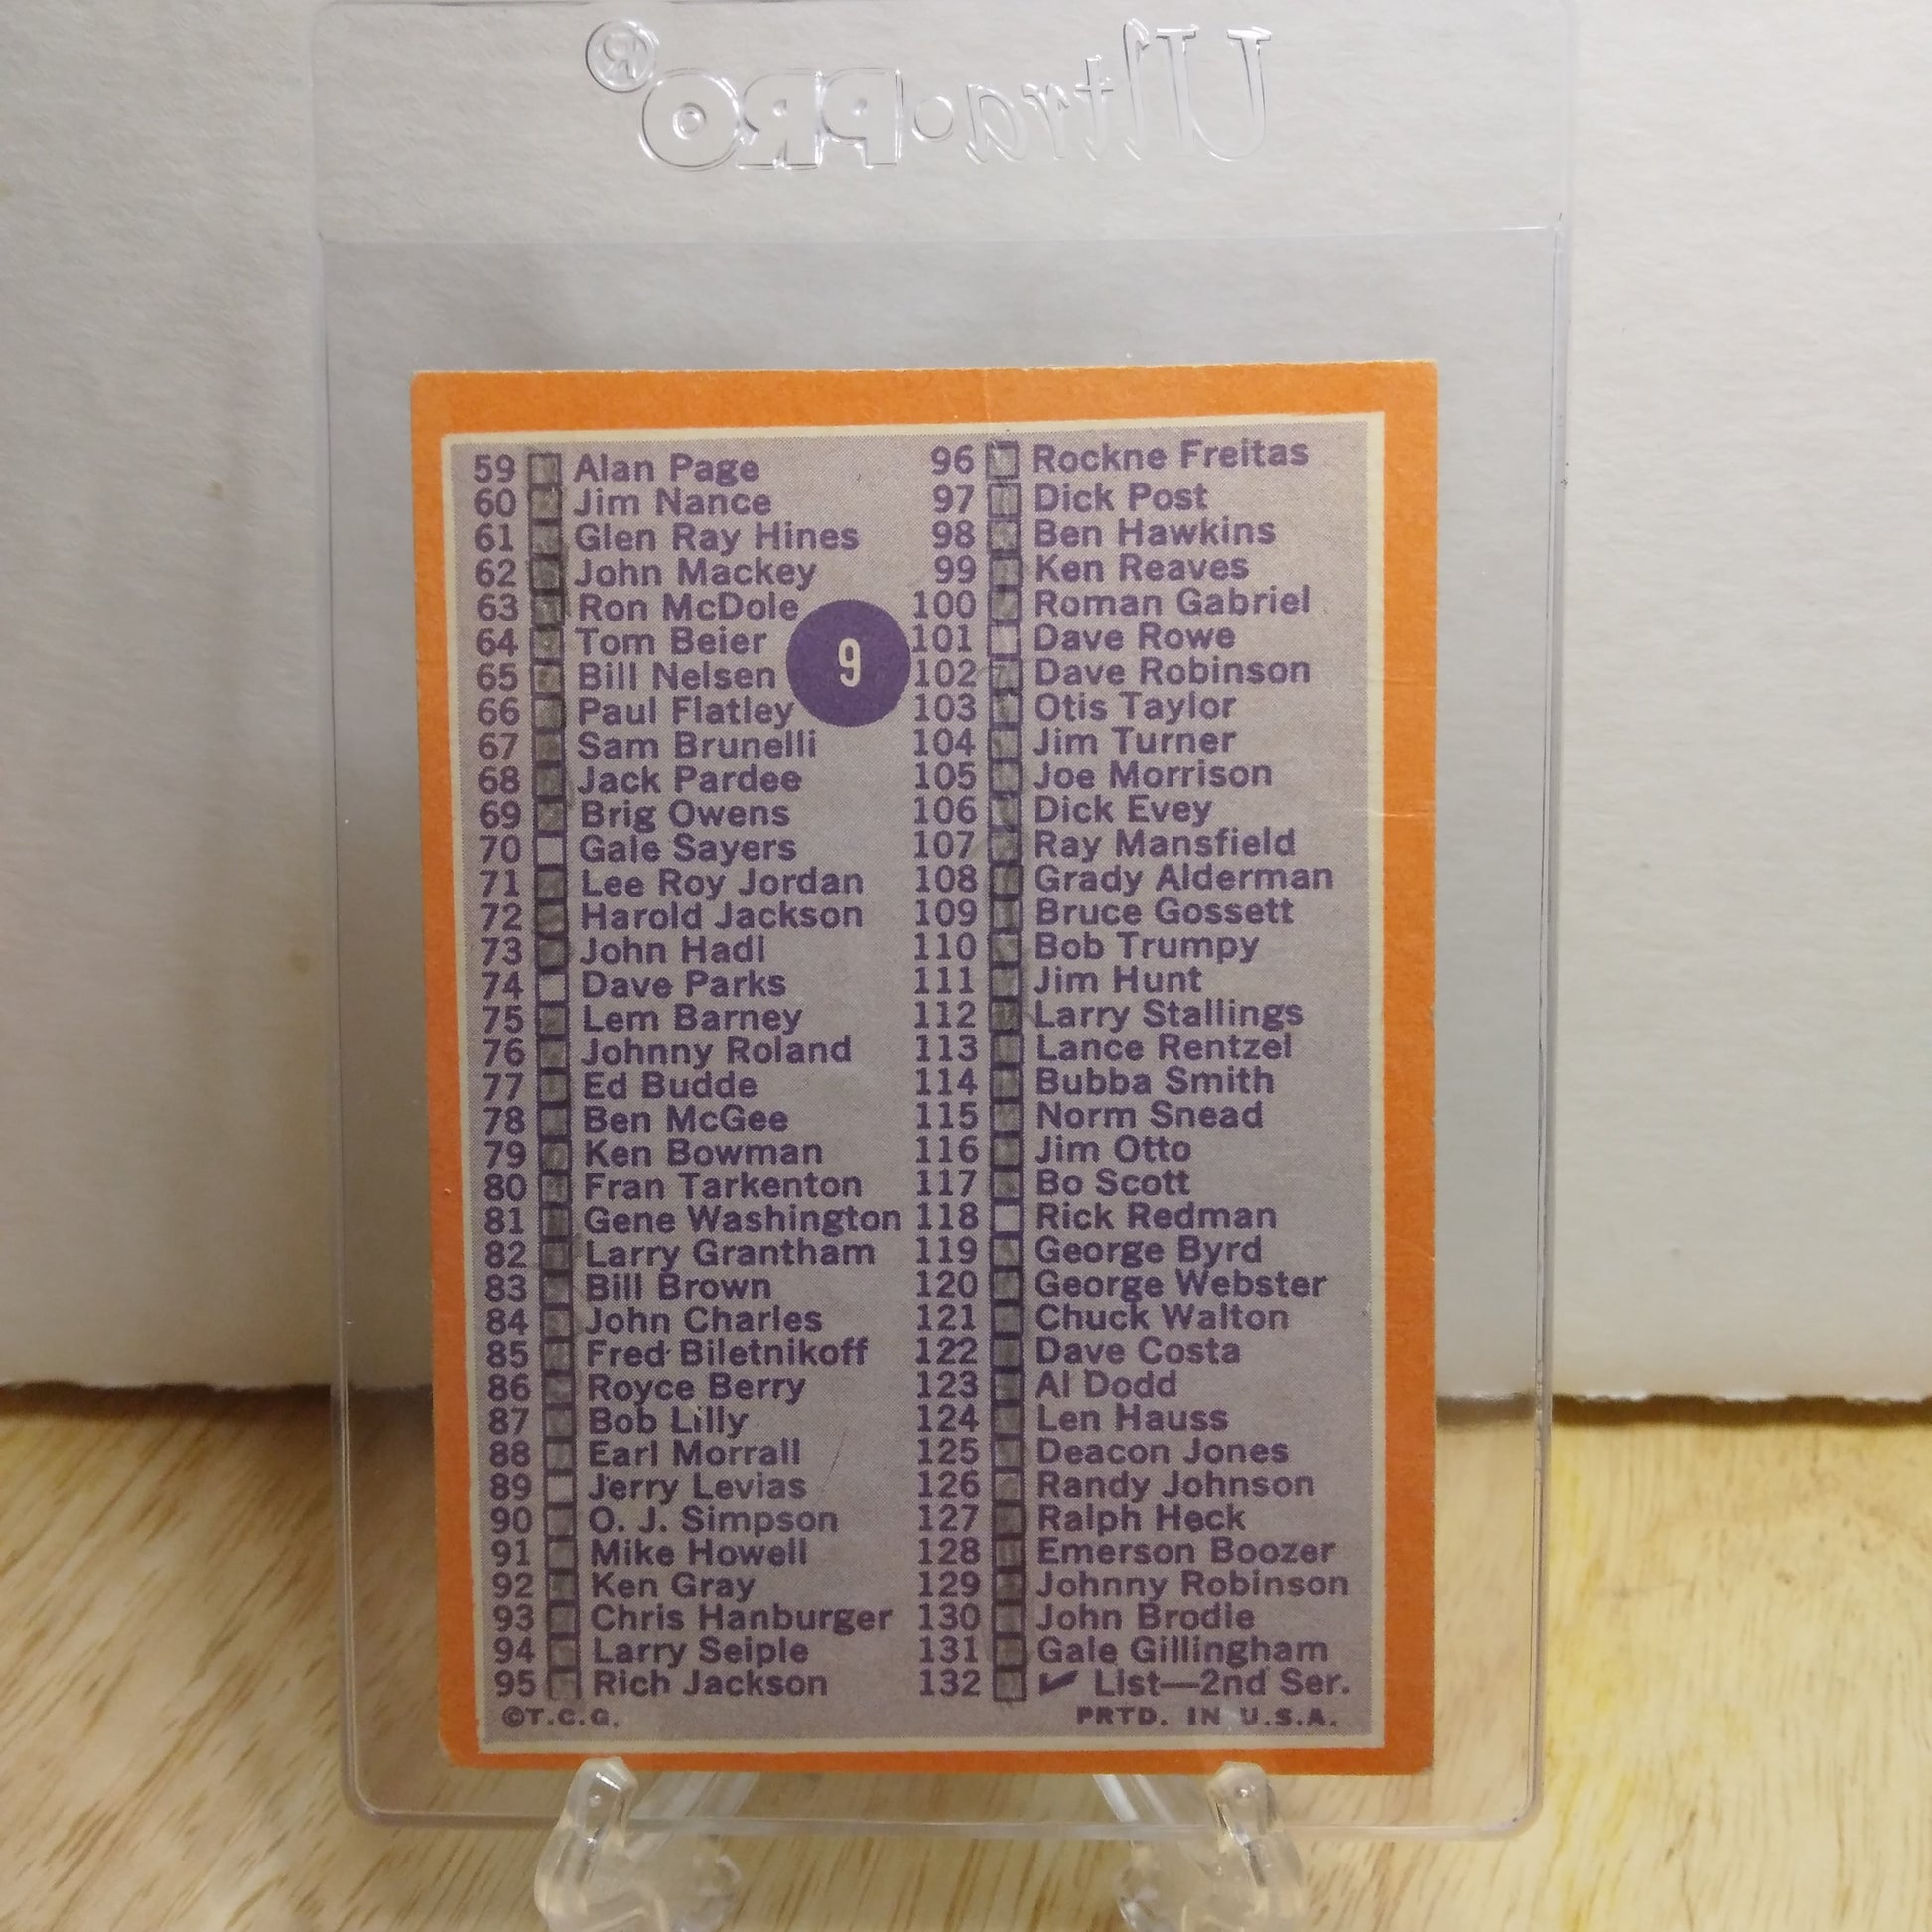 Ultra•PRO®
59 Alan Page
60 Jim Nance
61 Glen Ray Hines
62 John Mackey
63 Ron McDole
64 Tom Beier
65 Bill Nelsen
66 Paul Flatley
67 Sam Brunelli
68 Jack Pardee
69 Brig Owens
70 Gale Sayers
71 Lee Roy Jordan
72 Harold Jackson
73 John Hadl
74 Dave Parks
75 Lem Barney
76 Johnny Roland
77 Ed Budde
78 Ben McGee
79 Ken Bowman
80 Fran Tarkenton
81 Gene Washington
82 Larry Grantham
83 Bill Brown
84 John Charles
85 Fred Biletnikoff
86 Royce Berry
87 Bob Lilly
88 Earl Morrall
89 Jerry Levias
90 O. J. Simpson
91 Mike Howell
92 Ken Gray
93 Chris Hanburger
94 Larry Seiple
95 Rich Jackson
©T.C.G.
9
96 Rockne Freitas
97 Dick Post
98 Ben Hawkins
99 Ken Reaves
100 Roman Gabriel
101 Dave Rowe
102 Dave Robinson
103 Otis Taylor
104 Jim Turner
105 Joe Morrison
106 Dick Evey
107 Ray Mansfield
108 Grady Alderman
109 Bruce Gossett
110 Bob Trumpy
111 Jim Hunt
112 Larry Stallings
113 Lance Rentzel
114 Bubba Smith
115 Norm Snead
116 Jim Otto
117 Bo Scott
118 Rick Redman
119 George Byrd
120 George Webster
121 Chuck Walton
122 Dave Costa
123 Al Dodd
124 Len Hauss
125 Deacon Jones
126 Randy Johnson
127 Ralph Heck
128 Emerson Boozer
129 Johnny Robinson
130 John Brodie
131 Gale Gillingham
132 ✔ List—2nd Ser.
PRTD. IN U.S.A.